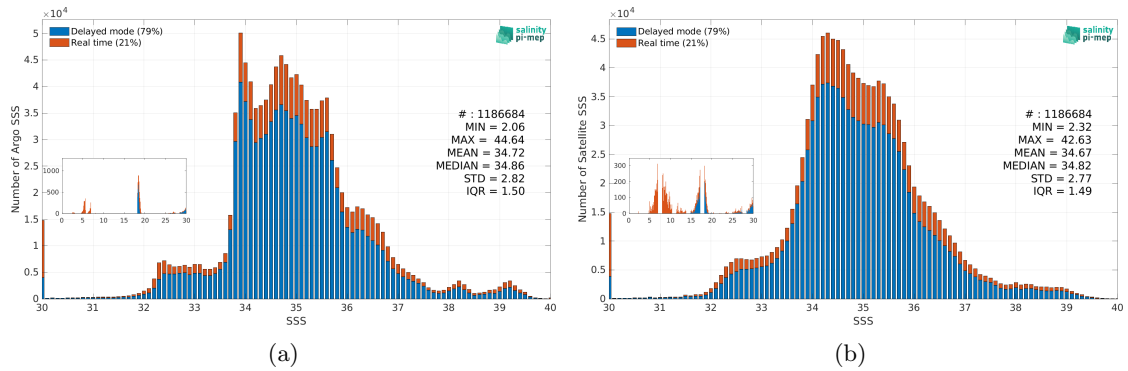 ×10⁴
5
4.5
4
3.5
3
2.5
2
1.5
1
0.5
0
Number of Argo SSS
Delayed mode (79%)
Real time (21%)
salinity
pi-mep
# : 1186684
MIN = 2.06
MAX = 44.64
MEAN = 34.72
MEDIAN = 34.86
STD = 2.82
IQR = 1.50
1000
500
0
0 5 10 15 20 25 30
30 31 32 33 34 35 36 37 38 39 40
SSS
(a)
×10⁴
4.5
4
3.5
3
2.5
2
1.5
1
0.5
0
Number of Satellite SSS
Delayed mode (79%)
Real time (21%)
salinity
pi-mep
# : 1186684
MIN = 2.32
MAX = 42.63
MEAN = 34.67
MEDIAN = 34.82
STD = 2.77
IQR = 1.49
300
200
100
0
0 5 10 15 20 25 30
30 31 32 33 34 35 36 37 38 39 40
SSS
(b)